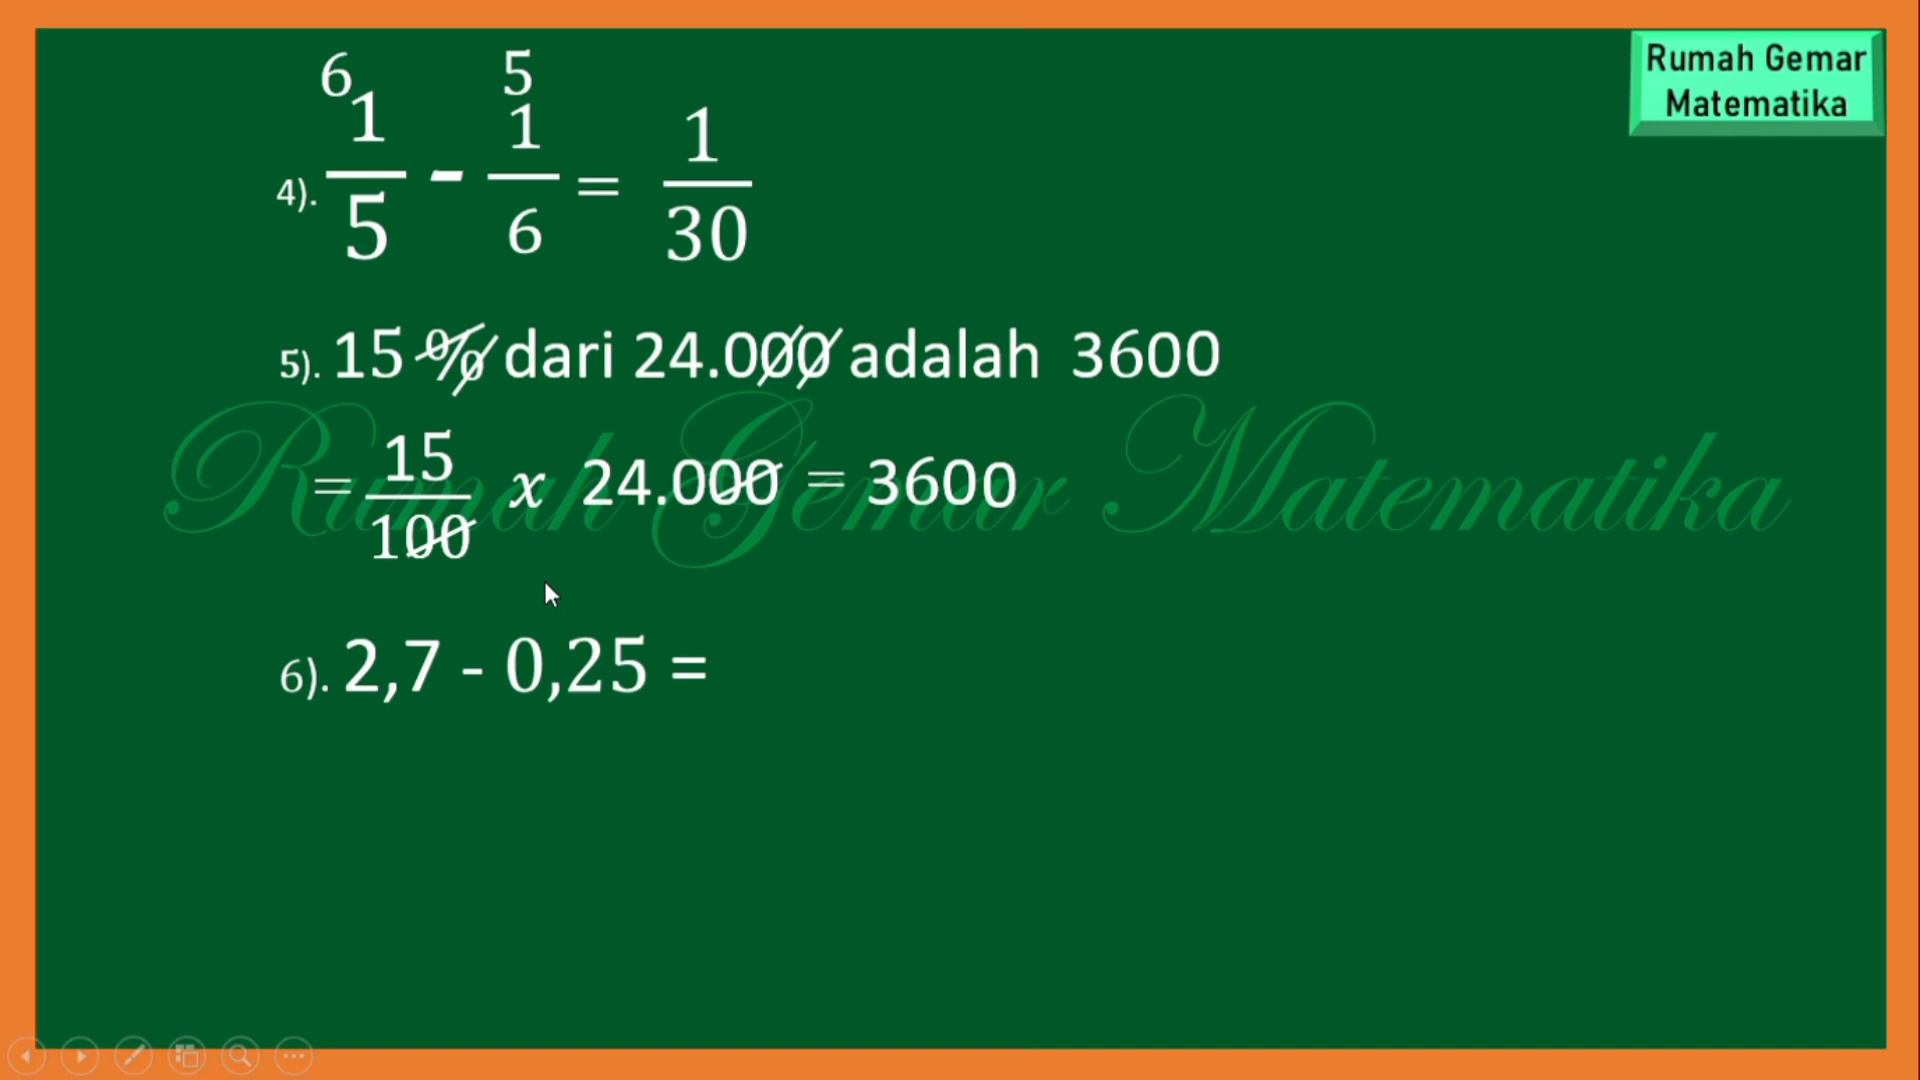 Rumah Gemar
Matematika
6 5
4). 1/5 - 1/6 = 1/30
5). 15 % dari 24.000 adalah 3600
= 15/100 x 24.000 = 3600
Rumah Gemar Matematika
6). 2,7 - 0,25 =